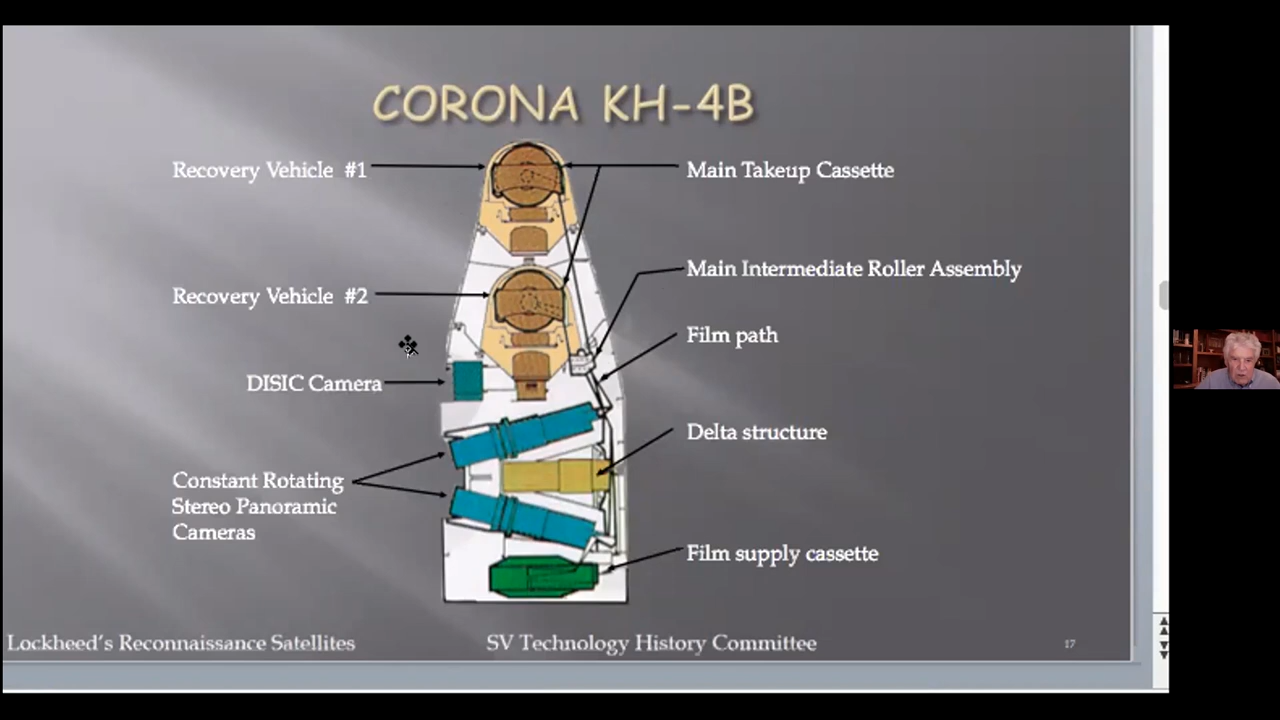 CORONA KH-4B
Recovery Vehicle #1
Main Takeup Cassette
Main Intermediate Roller Assembly
Recovery Vehicle #2
Film path
DISIC Camera
Delta structure
Constant Rotating
Stereo Panoramic
Cameras
Film supply cassette
Lockheed's Reconnaissance Satellites
SV Technology History Committee
17